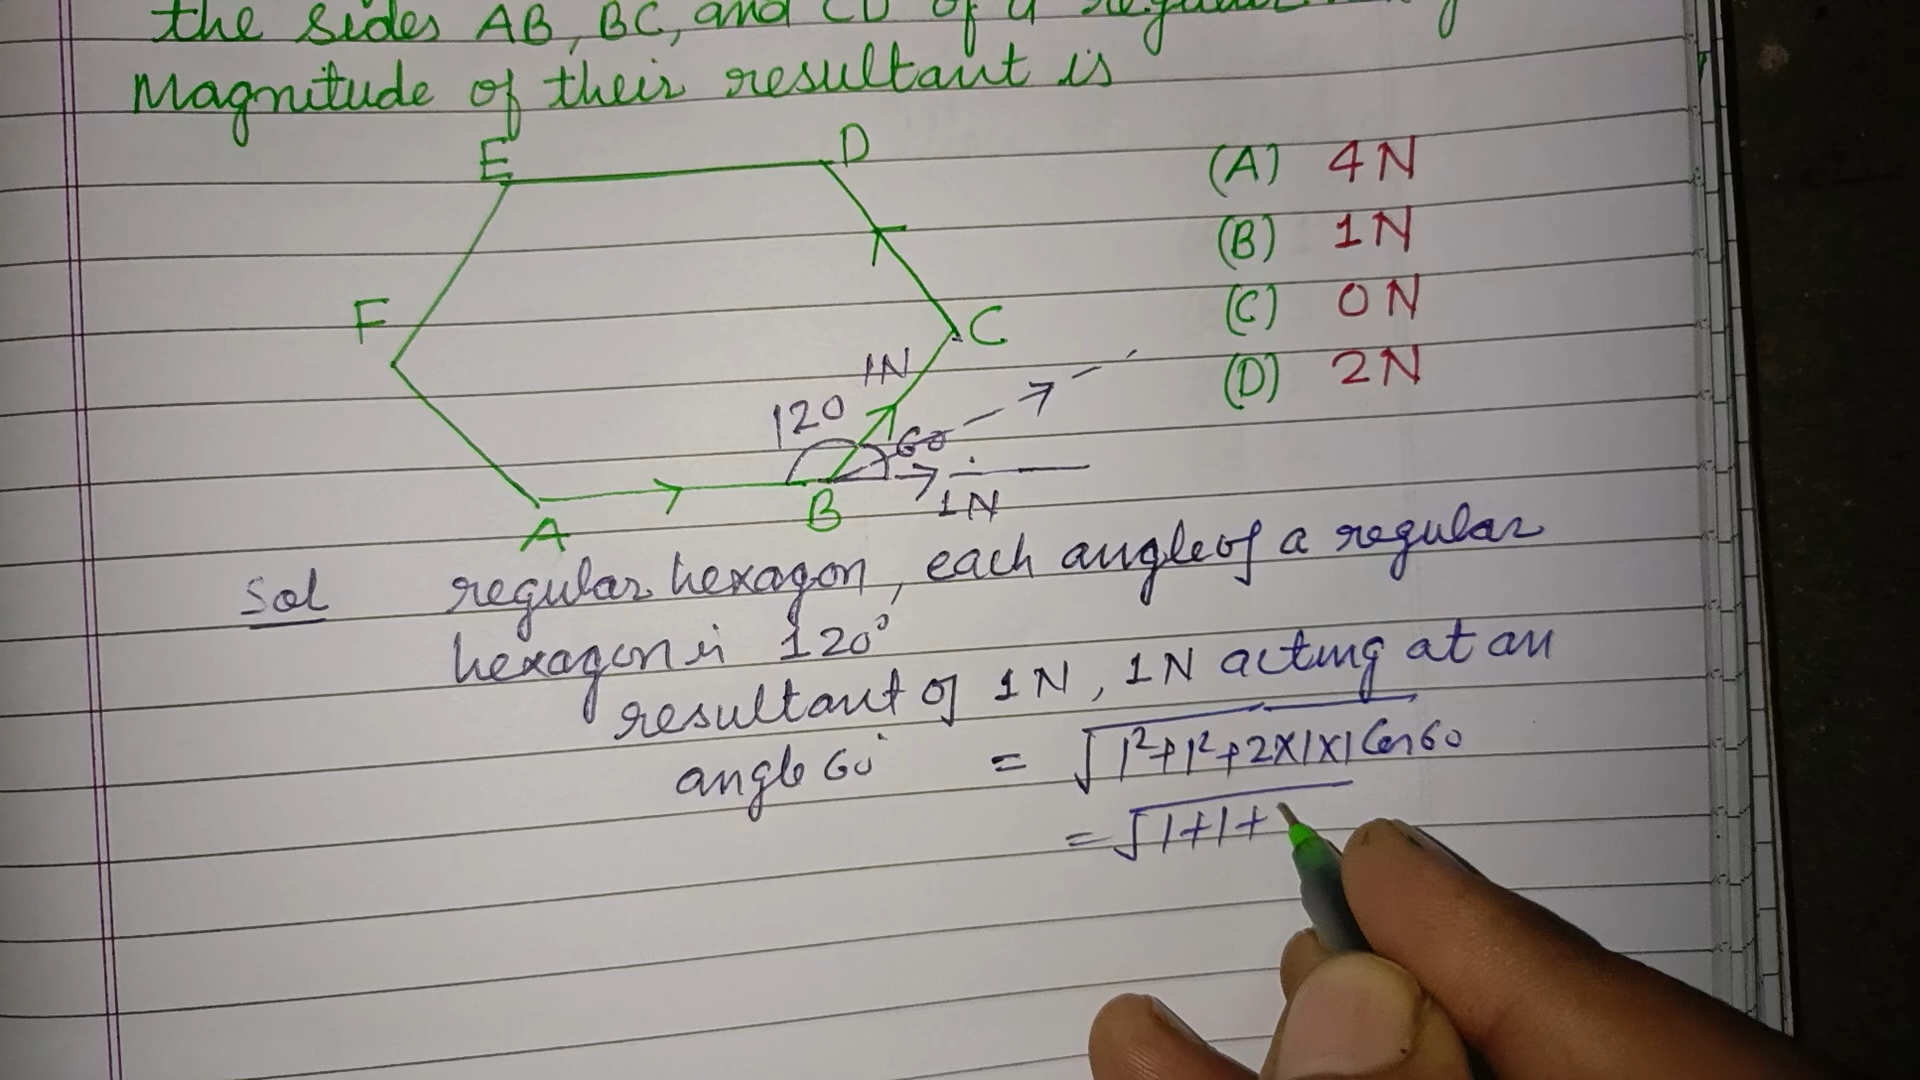 the sides AB, BC, and CD of a regular
Magnitude of their resultant is
E
D
(A) 4N
(B) 1N
F
C
(C) 0N
1N
(D) 2N
120
60
1N
B
A
Sol regular hexagon, each angle of a regular
hexagon is 120°
resultant of 1N, 1N acting at an
angle 60° = √1²+1²+2×1×1 Cos60
= √1+1+